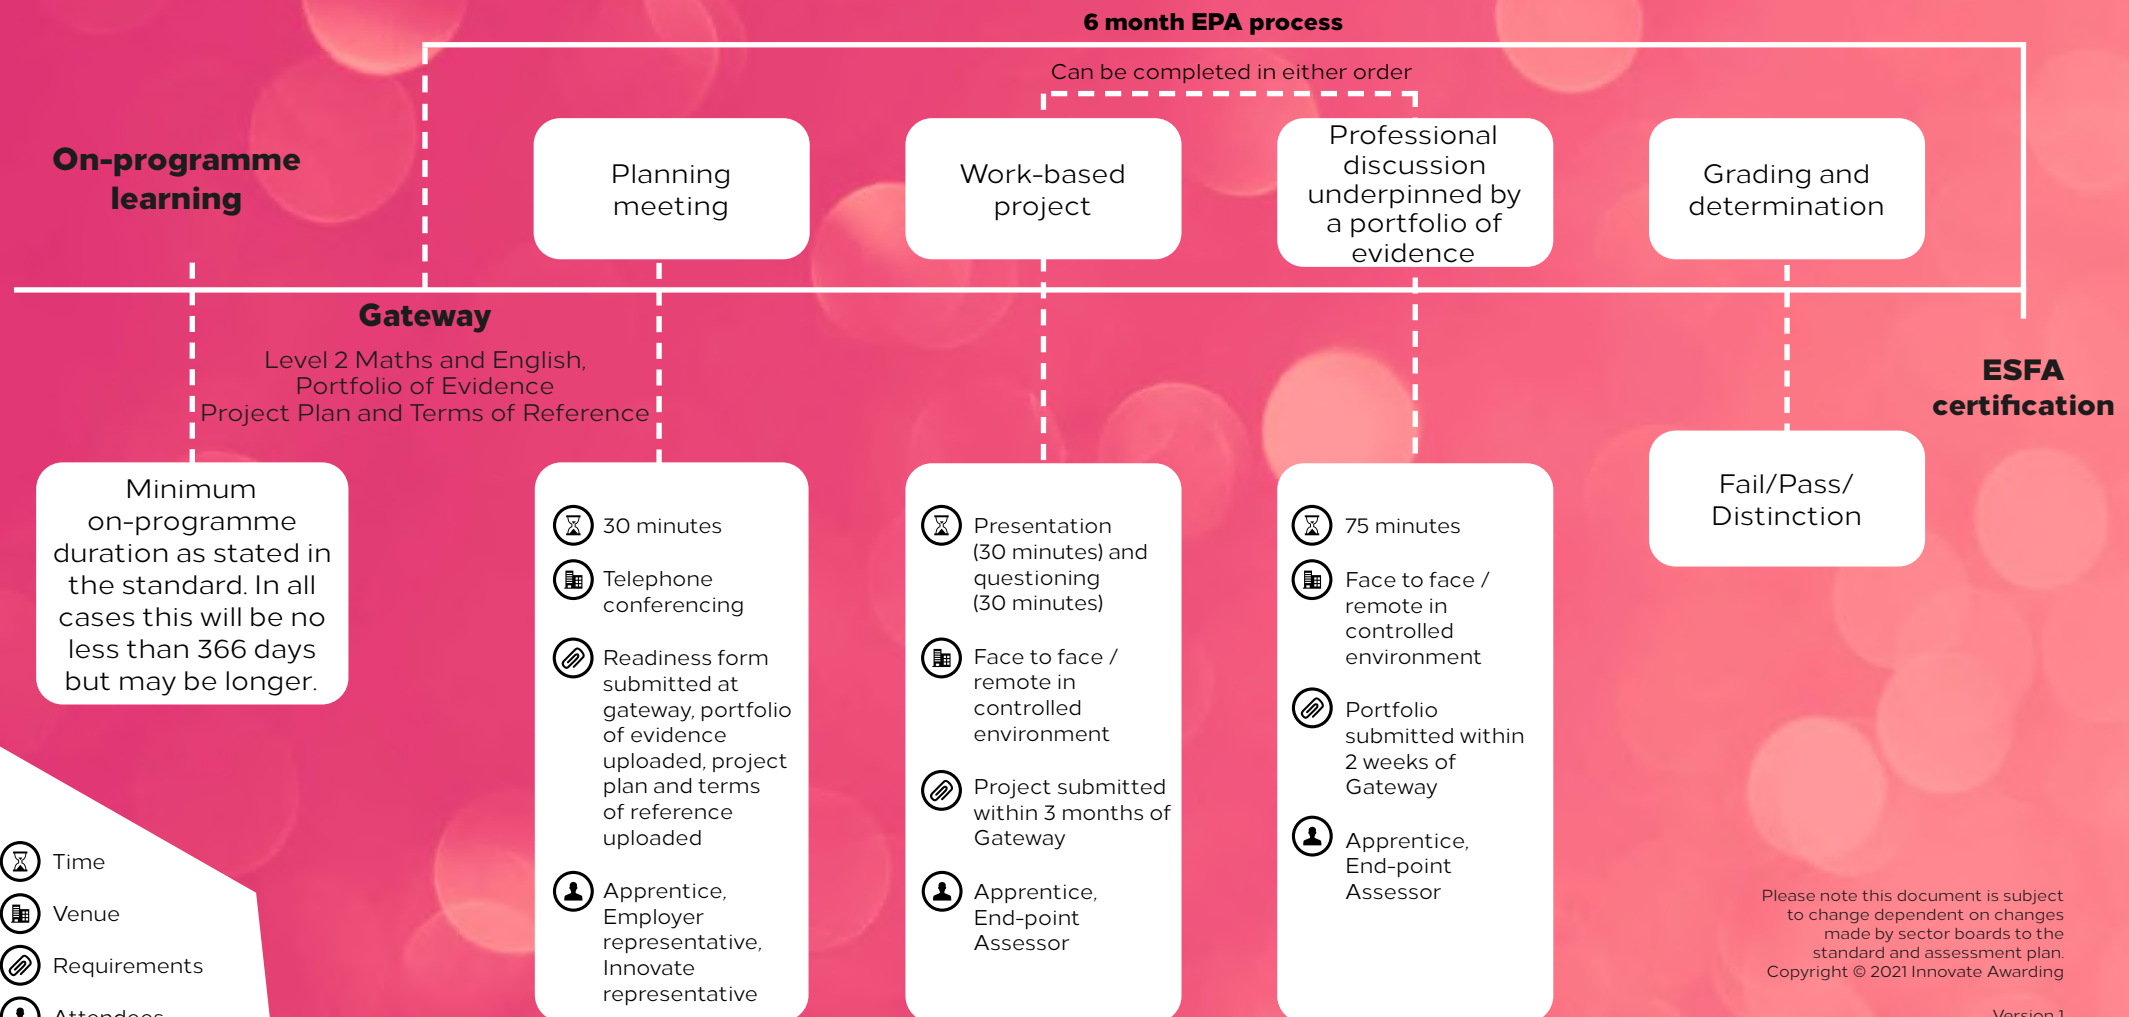 6 month EPA process
Can be completed in either order
On-programme
learning
Planning
meeting
Work-based
project
Professional
discussion
underpinned by
a portfolio of
evidence
Grading and
determination
Gateway
Level 2 Maths and English,
Portfolio of Evidence
Project Plan and Terms of Reference
ESFA
certification
Minimum
on-programme
duration as stated in
the standard. In all
cases this will be no
less than 366 days
but may be longer.
30 minutes
Telephone
conferencing
Readiness form
submitted at
gateway, portfolio
of evidence
uploaded, project
plan and terms
of reference
uploaded
Apprentice,
Employer
representative,
Innovate
representative
Presentation
(30 minutes) and
questioning
(30 minutes)
Face to face /
remote in
controlled
environment
Project submitted
within 3 months of
Gateway
Apprentice,
End-point
Assessor
75 minutes
Face to face /
remote in
controlled
environment
Portfolio
submitted within
2 weeks of
Gateway
Apprentice,
End-point
Assessor
Fail/Pass/
Distinction
Time
Venue
Requirements
Attendees
Please note this document is subject
to change dependent on changes
made by sector boards to the
standard and assessment plan.
Copyright © 2021 Innovate Awarding
Version 1